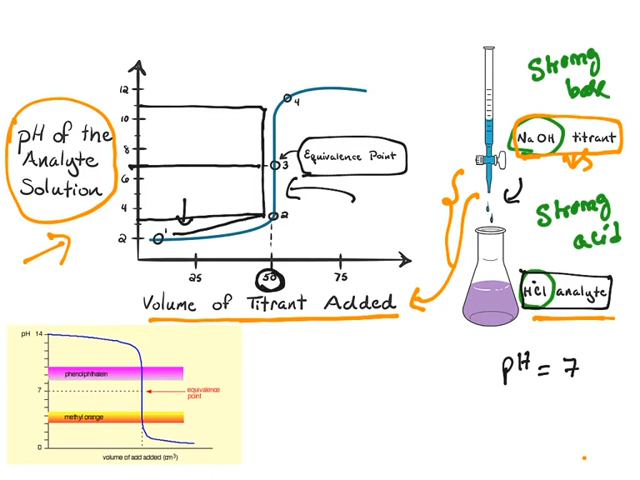 pH of the
Analyte
Solution
12
10
8
6
4
2
1
2
3
4
Equivalence Point
25
50
75
Volume of Titrant Added
Strong
base
NaOH titrant
Strong
acid
HCl analyte
pH = 7
pH 14
phenolphthalein
7
equivalence
point
methyl orange
0
volume of acid added (cm³)